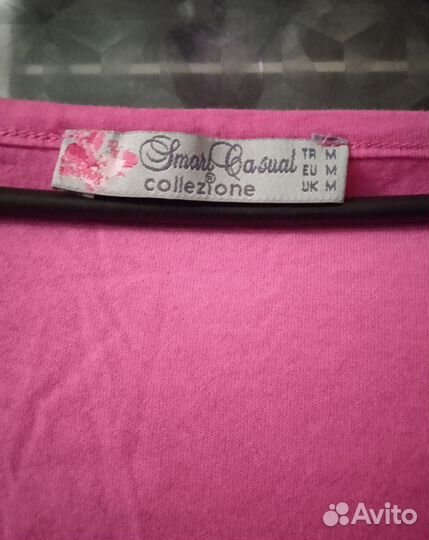 Smart Casual
®
collezione
TR M
EU M
UK M
Avito